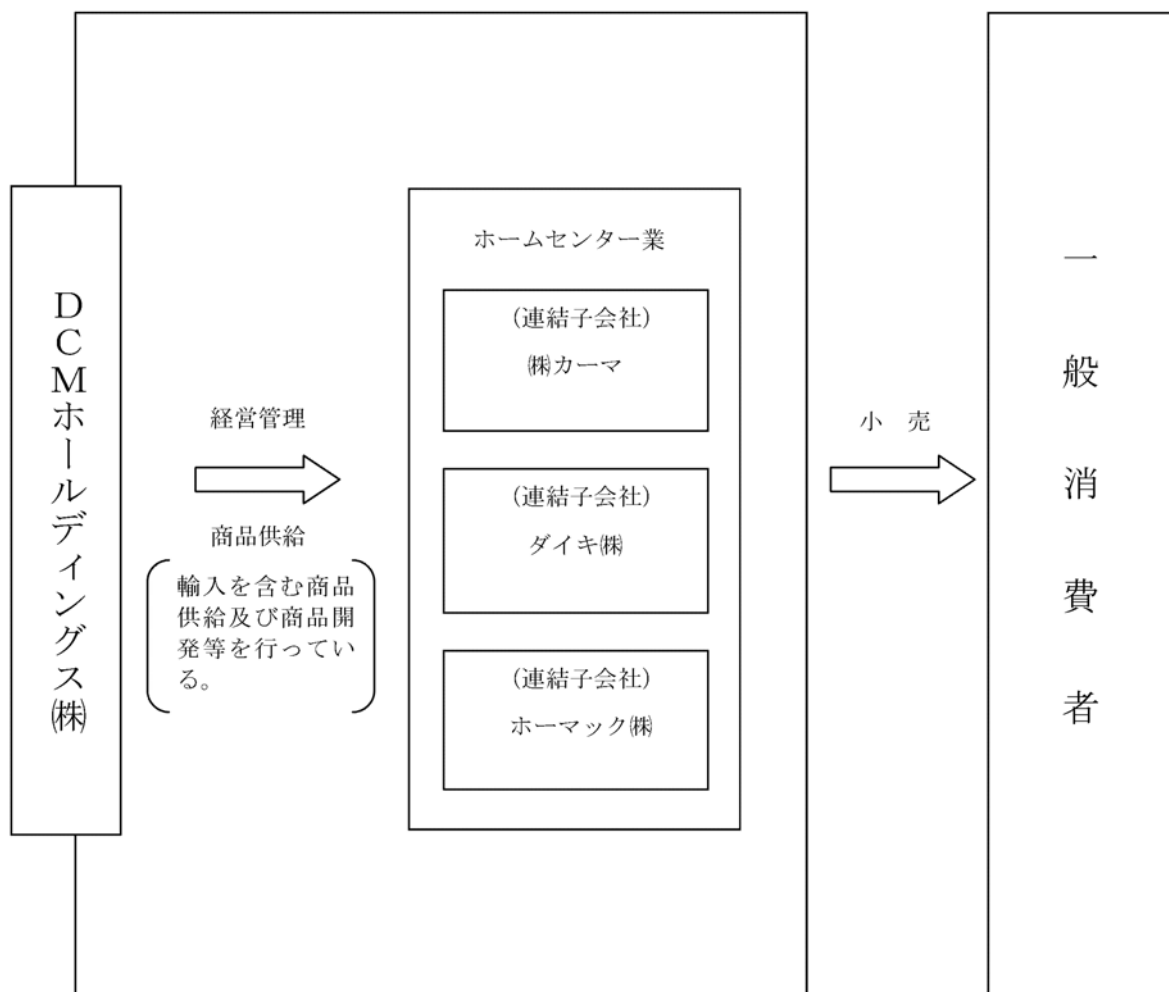 DCMホールディングス㈱
経営管理
商品供給
輸入を含む商品
供給及び商品開
発等を行ってい
る。
ホームセンター業
(連結子会社)
㈱カーマ
(連結子会社)
ダイキ㈱
(連結子会社)
ホーマック㈱
小 売
一般消費者